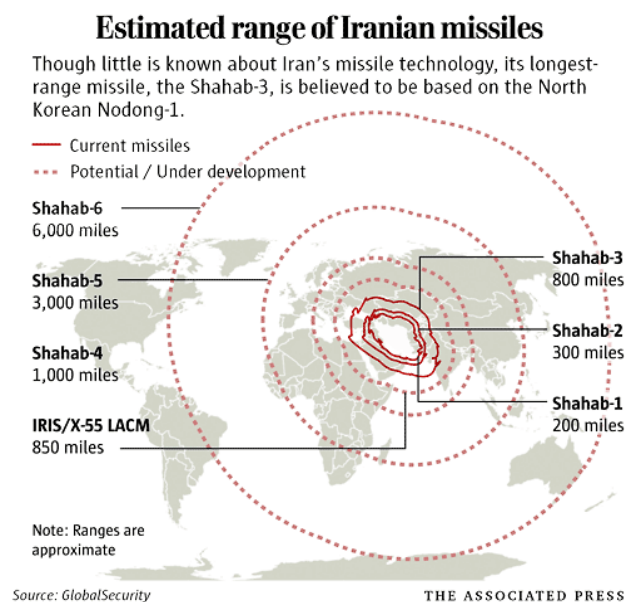 Estimated range of Iranian missiles
Though little is known about Iran's missile technology, its longest-
range missile, the Shahab-3, is believed to be based on the North
Korean Nodong-1.
Current missiles
Potential / Under development
Shahab-6
6,000 miles
Shahab-5
3,000 miles
Shahab-4
1,000 miles
IRIS/X-55 LACM
850 miles
Shahab-3
800 miles
Shahab-2
300 miles
Shahab-1
200 miles
Note: Ranges are
approximate
Source: GlobalSecurity
THE ASSOCIATED PRESS